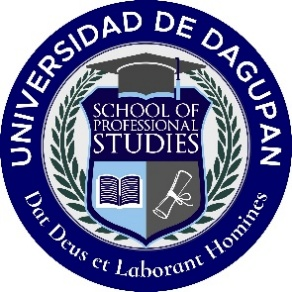 UNIVERSIDAD DE DAGUPAN
SCHOOL OF
PROFESSIONAL
STUDIES
Dat Deus et Laborant Homines